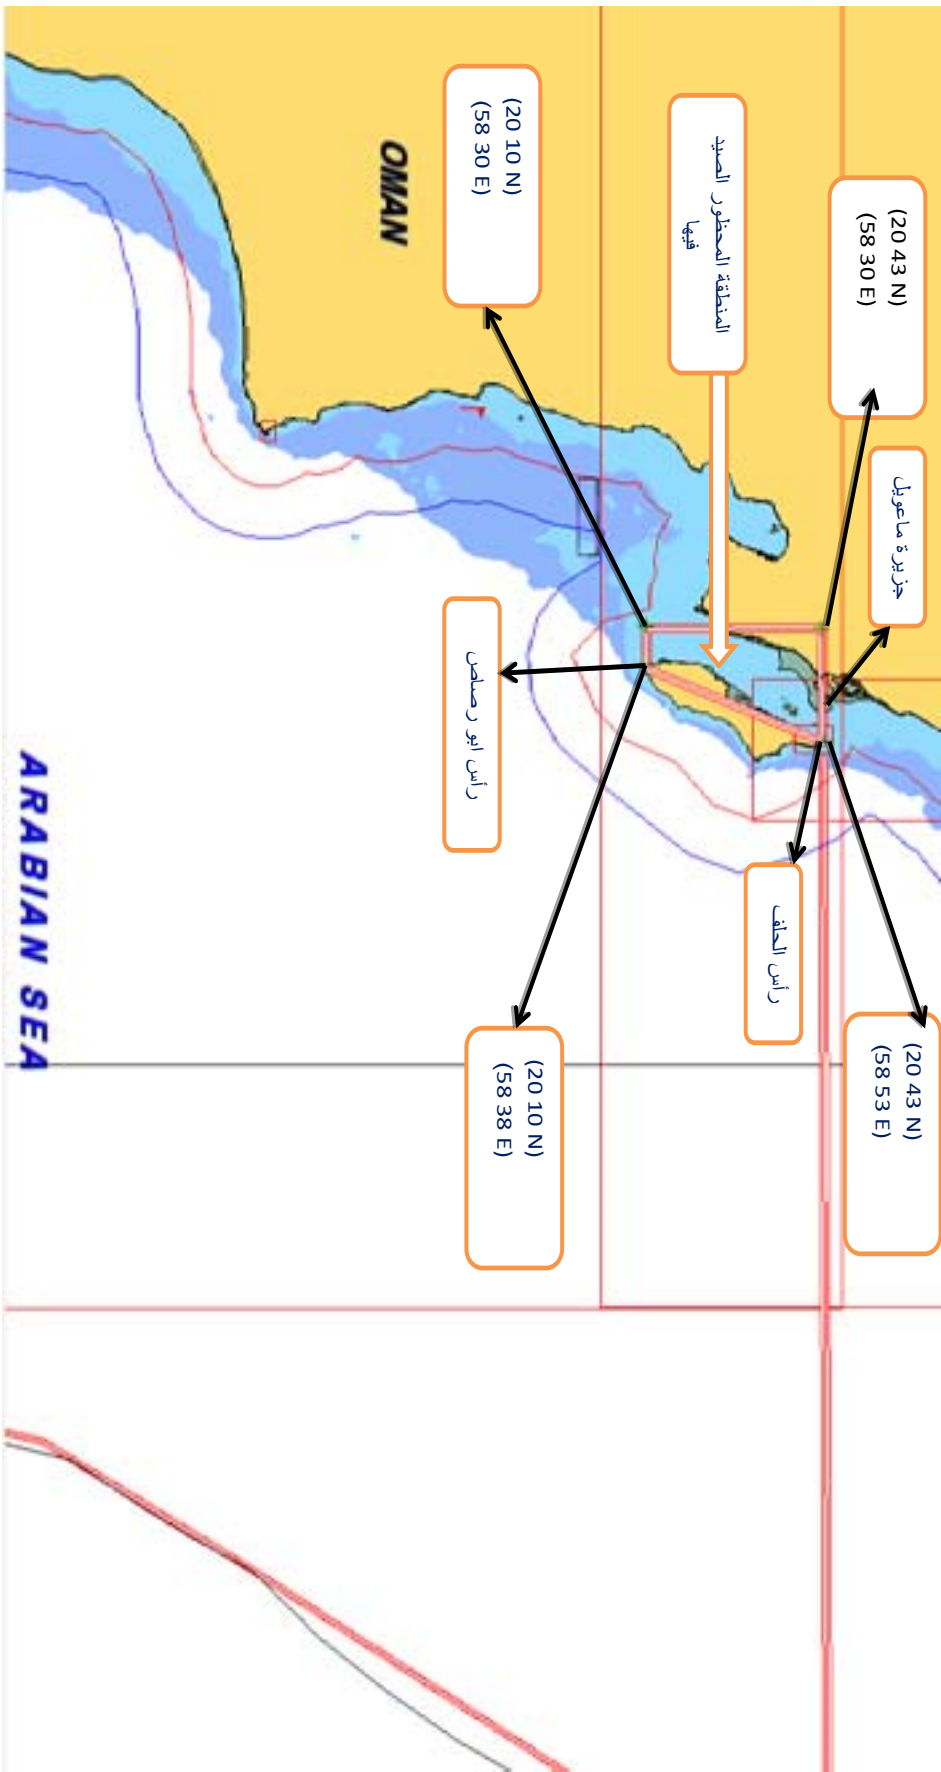 (20 43 N)
(58 30 E)
جزيرة ماعويل
(20 43 N)
(58 53 E)
المنطقة المحظور الصيد
فيها
رأس الحلف
(20 10 N)
(58 30 E)
رأس ابو رصاص
(20 10 N)
(58 38 E)
OMAN
ARABIAN SEA